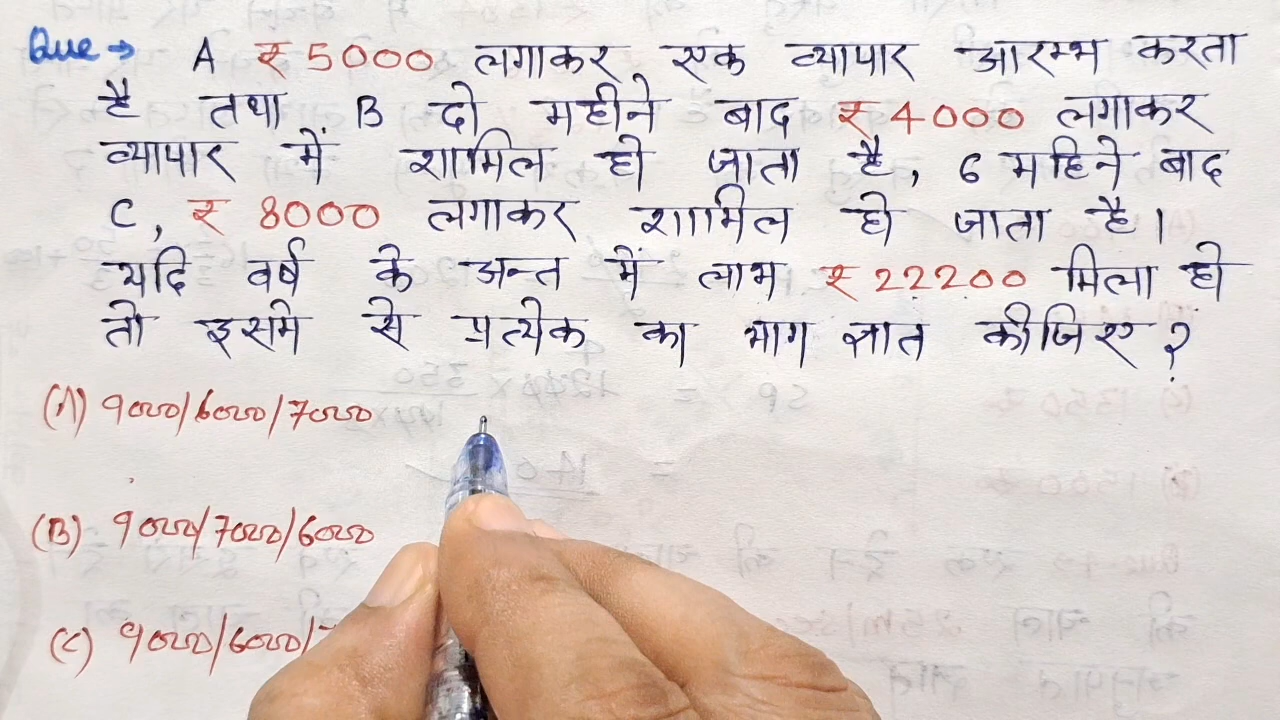 Que → A ₹ 5000 लगाकर एक व्यापार आरम्भ करता
है तथा B दो महीने बाद ₹ 4000 लगाकर
व्यापार में शामिल हो जाता है, 6 महिने बाद
C, ₹ 8000 लगाकर शामिल हो जाता है।
यदि वर्ष के अन्त में लाभ ₹ 22200 मिला हो
तो इसमे से प्रत्येक का भाग ज्ञात कीजिए ?
(A) 9000/6000/7000
(B) 9000/7000/6000
(C) 9000/6000/